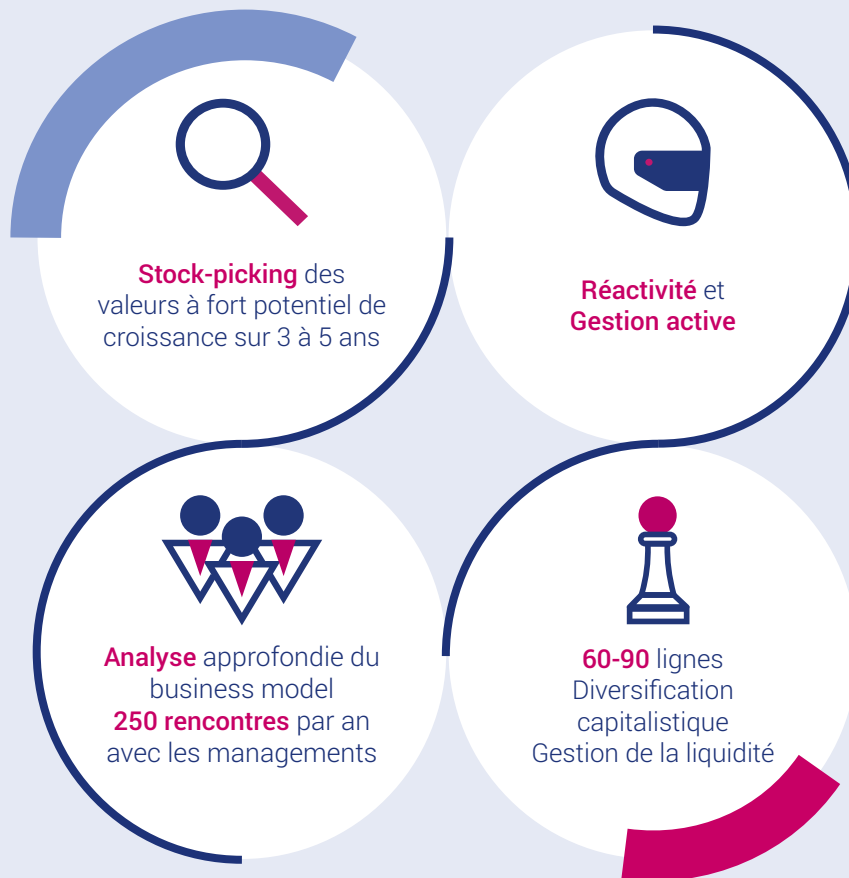 Stock-picking des
valeurs à fort potentiel de
croissance sur 3 à 5 ans
Réactivité et
Gestion active
Analyse approfondie du
business model
250 rencontres par an
avec les managements
60-90 lignes
Diversification
capitalistique
Gestion de la liquidité